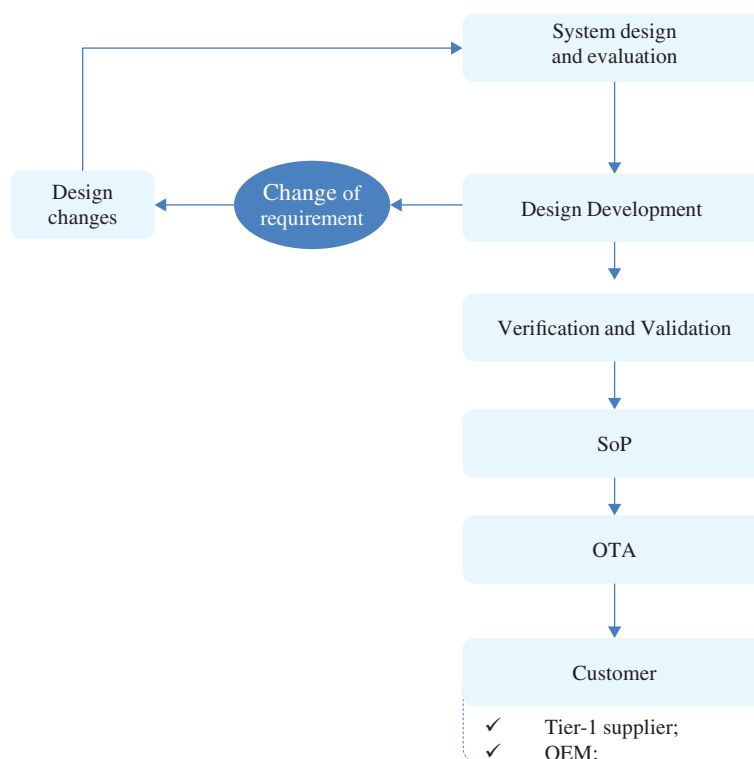 System design
and evaluation
Change of
requirement
Design
changes
Design Development
Verification and Validation
SoP
OTA
Customer
✓ Tier-1 supplier;
✓ OEM;